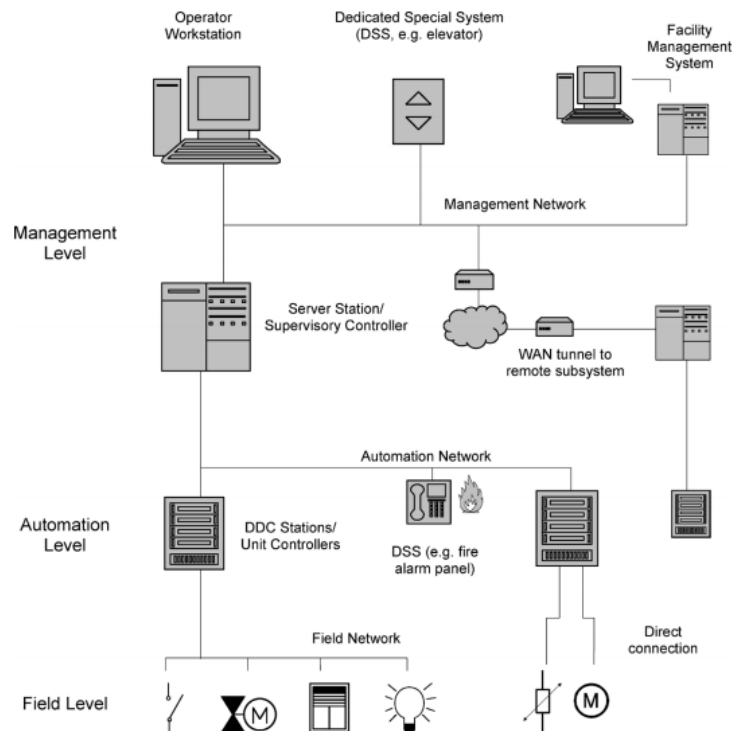 Operator
Workstation
Dedicated Special System
(DSS, e.g. elevator)
Facility
Management
System
Management Network
Management
Level
Server Station/
Supervisory Controller
WAN tunnel to
remote subsystem
Automation Network
Automation
Level
DDC Stations/
Unit Controllers
DSS (e.g. fire
alarm panel)
Field Network
Direct
connection
Field Level
M
M